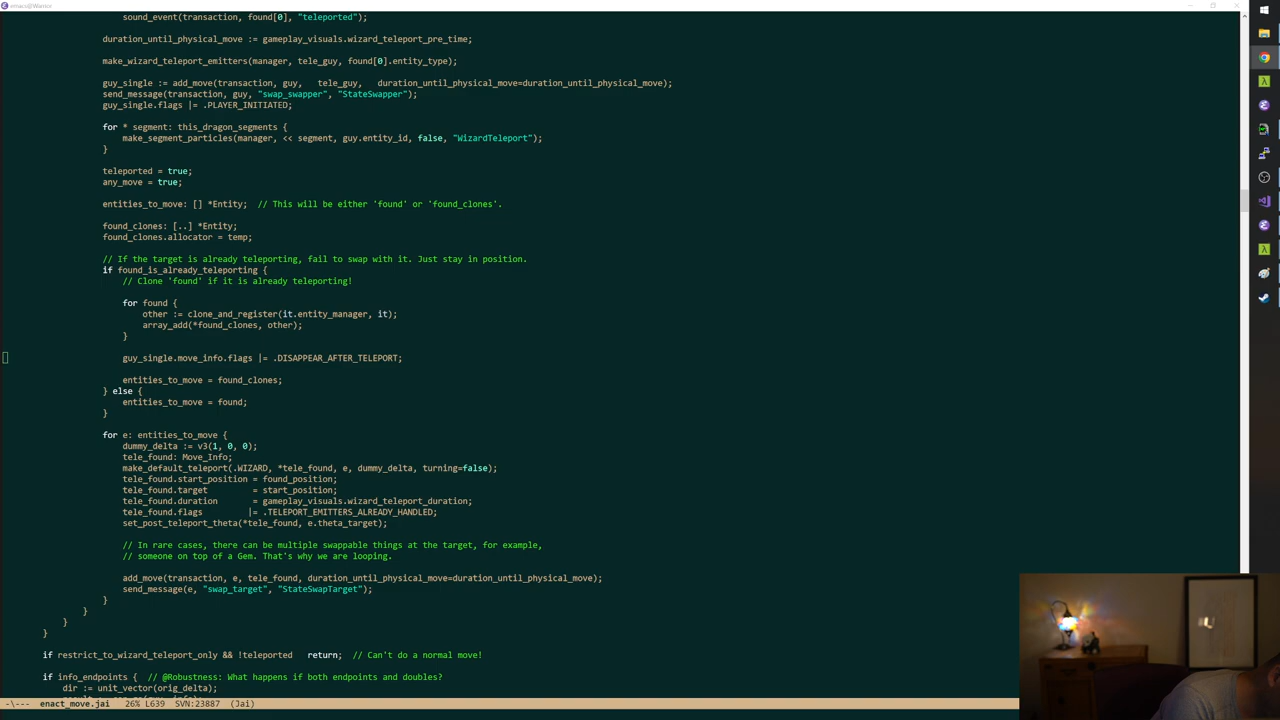 emacs@Warrior
sound_event(transaction, found[0], "teleported");
duration_until_physical_move := gameplay_visuals.wizard_teleport_pre_time;
make_wizard_teleport_emitters(manager, tele_guy, found[0].entity_type);
guy_single := add_move(transaction, guy,   tele_guy,   duration_until_physical_move=duration_until_physical_move);
send_message(transaction, guy, "swap_swapper", "StateSwapper");
guy_single.flags |= .PLAYER_INITIATED;
for * segment: this_dragon_segments {
make_segment_particles(manager, << segment, guy.entity_id, false, "WizardTeleport");
}
teleported = true;
any_move = true;
entities_to_move: [] *Entity;  // This will be either 'found' or 'found_clones'.
found_clones: [..] *Entity;
found_clones.allocator = temp;
// If the target is already teleporting, fail to swap with it. Just stay in position.
if found_is_already_teleporting {
// Clone 'found' if it is already teleporting!
for found {
other := clone_and_register(it.entity_manager, it);
array_add(*found_clones, other);
}
guy_single.move_info.flags |= .DISAPPEAR_AFTER_TELEPORT;
entities_to_move = found_clones;
} else {
entities_to_move = found;
}
for e: entities_to_move {
dummy_delta := v3(1, 0, 0);
tele_found: Move_Info;
make_default_teleport(.WIZARD, *tele_found, e, dummy_delta, turning=false);
tele_found.start_position = found_position;
tele_found.target         = start_position;
tele_found.duration       = gameplay_visuals.wizard_teleport_duration;
tele_found.flags         |= .TELEPORT_EMITTERS_ALREADY_HANDLED;
set_post_teleport_theta(*tele_found, e.theta_target);
// In rare cases, there can be multiple swappable things at the target, for example,
// someone on top of a Gem. That's why we are looping.
add_move(transaction, e, tele_found, duration_until_physical_move=duration_until_physical_move);
send_message(e, "swap_target", "StateSwapTarget");
}
}
}
}
if restrict_to_wizard_teleport_only && !teleported   return;  // Can't do a normal move!
if info_endpoints {  // @Robustness: What happens if both endpoints and doubles?
dir := unit_vector(orig_delta);
-\---  enact_move.jai   26% L639  SVN:23887  (Jai)